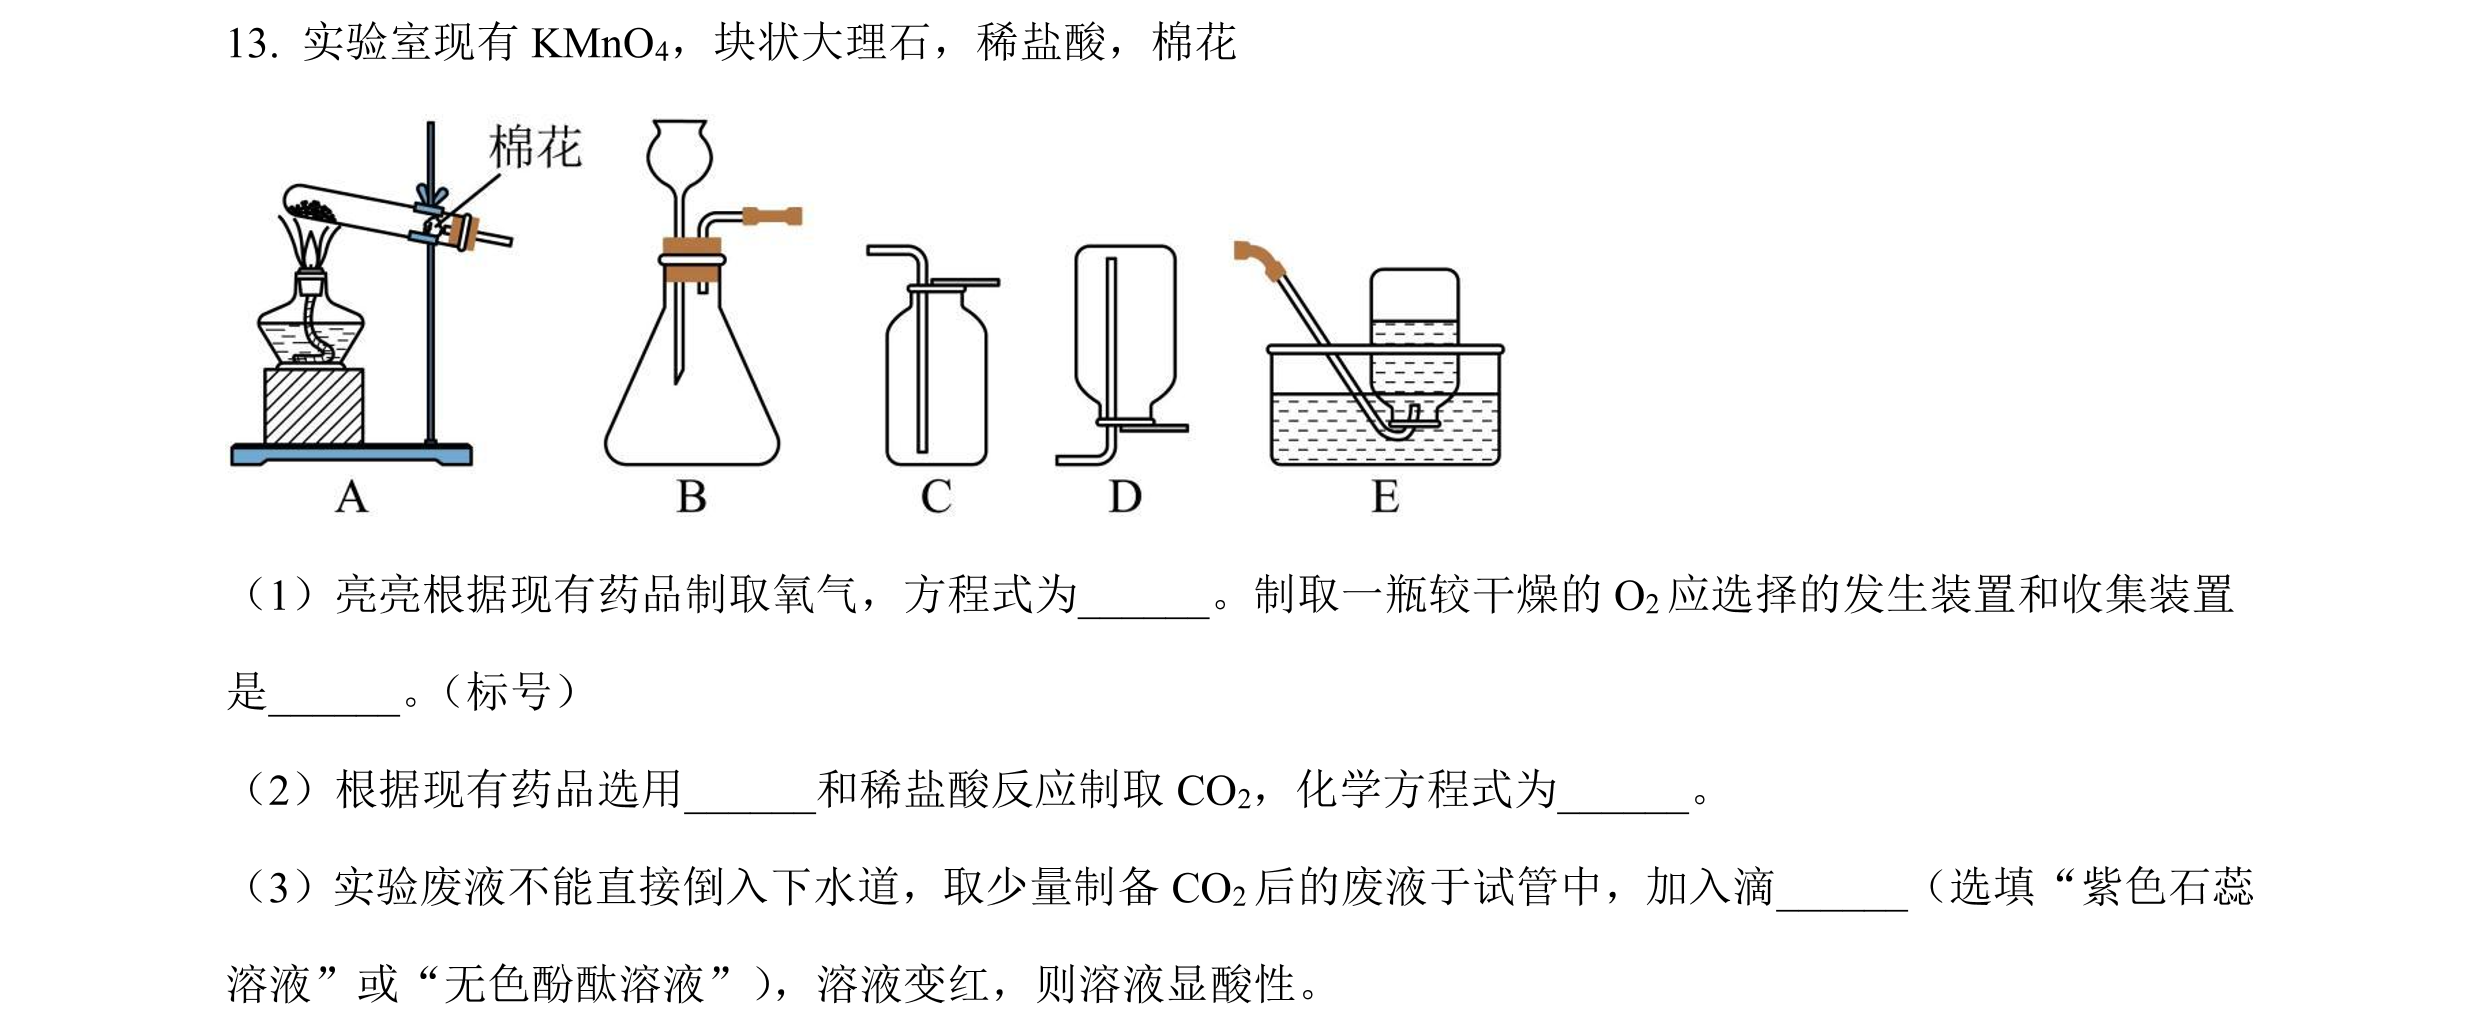 13. 实验室现有 KMnO₄，块状大理石，稀盐酸，棉花
棉花
A B C D E
（1）亮亮根据现有药品制取氧气，方程式为______。制取一瓶较干燥的 O₂ 应选择的发生装置和收集装置
是______。（标号）
（2）根据现有药品选用______和稀盐酸反应制取 CO₂，化学方程式为______。
（3）实验废液不能直接倒入下水道，取少量制备 CO₂ 后的废液于试管中，加入滴______（选填“紫色石蕊
溶液”或“无色酚酞溶液”），溶液变红，则溶液显酸性。